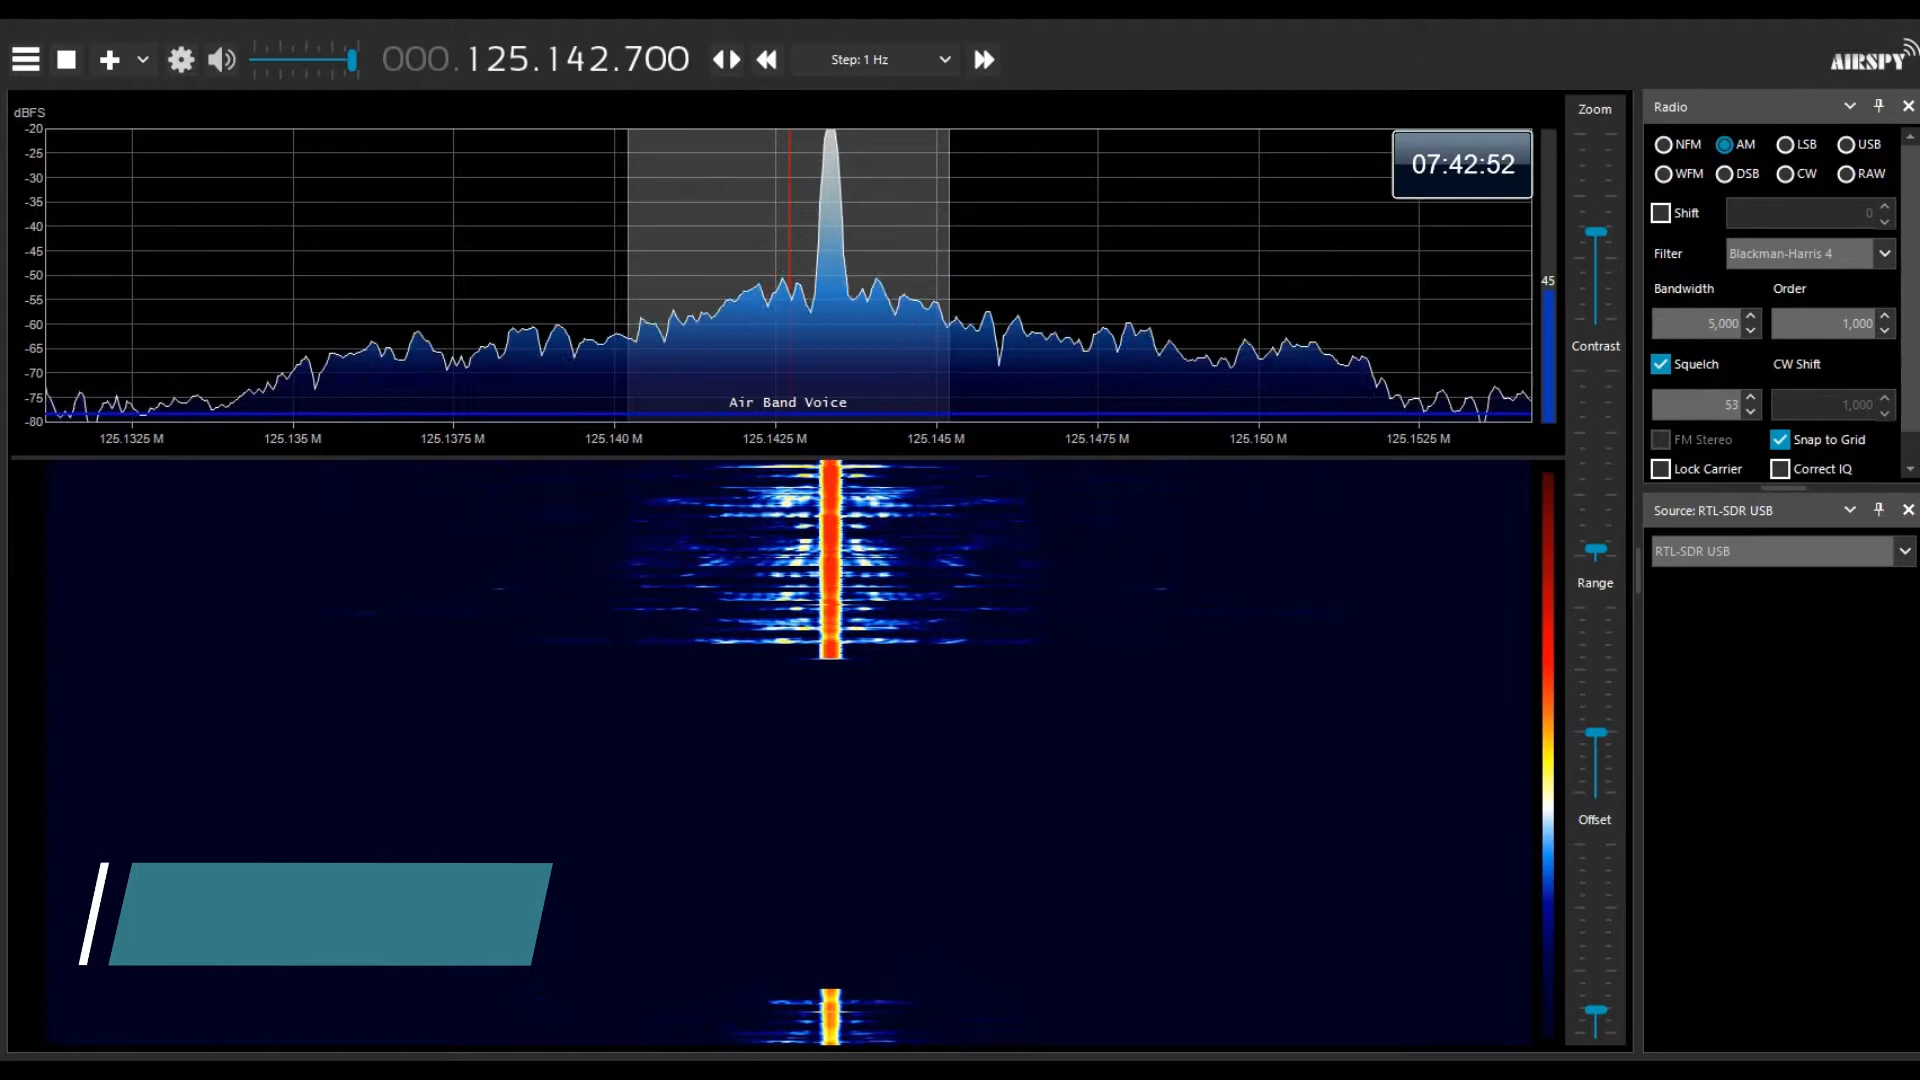 000.125.142.700
Step: 1 Hz
AIRSPY
dBFS
-20
-25
-30
-35
-40
-45
-50
-55
-60
-65
-70
-75
-80
07:42:52
45
Air Band Voice
125.1325 M 125.135 M 125.1375 M 125.140 M 125.1425 M 125.145 M 125.1475 M 125.150 M 125.1525 M
Zoom
Contrast
Range
Offset
Radio
NFM AM LSB USB
WFM DSB CW RAW
Shift 0
Filter Blackman-Harris 4
Bandwidth Order
5,000 1,000
Squelch CW Shift
53 1,000
FM Stereo Snap to Grid
Lock Carrier Correct IQ
Source: RTL-SDR USB
RTL-SDR USB